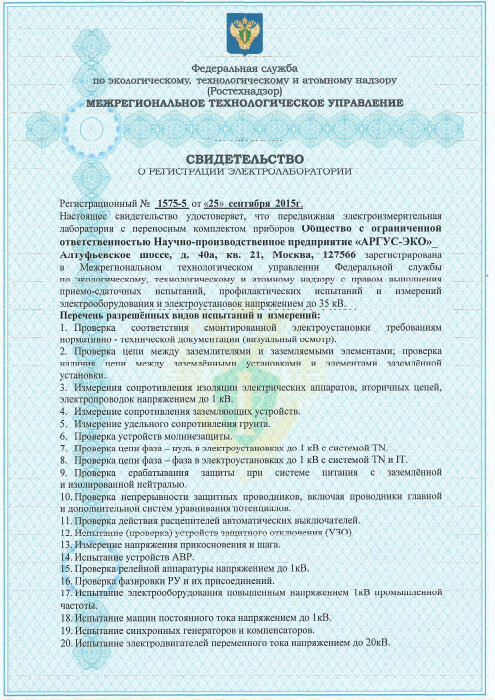 Федеральная служба
по экологическому, технологическому и атомному надзору
(Ростехнадзор)
МЕЖРЕГИОНАЛЬНОЕ ТЕХНОЛОГИЧЕСКОЕ УПРАВЛЕНИЕ
СВИДЕТЕЛЬСТВО
О РЕГИСТРАЦИИ ЭЛЕКТРОЛАБОРАТОРИИ
Регистрационный № 1575-5 от «25» сентября 2015г.
Настоящее свидетельство удостоверяет, что передвижная электроизмерительная
лаборатория с переносным комплектом приборов Общество с ограниченной
ответственностью Научно-производственное предприятие «АРГУС-ЭКО»_
Алтуфьевское шоссе, д. 40а, кв. 21, Москва, 127566 зарегистрирована
в Межрегиональном технологическом управлении Федеральной службы
по экологическому, технологическому и атомному надзору с правом выполнения
приемо-сдаточных испытаний, профилактических испытаний и измерений
электрооборудования и электроустановок напряжением до 35 кВ.
Перечень разрешённых видов испытаний и измерений:
1. Проверка соответствия смонтированной электроустановки требованиям
нормативно - технической документации (визуальный осмотр).
2. Проверка цепи между заземлителями и заземляемыми элементами; проверка
наличия цепи между заземлёнными установками и элементами заземлённой
установки.
3. Измерения сопротивления изоляции электрических аппаратов, вторичных цепей,
электропроводок напряжением до 1 кВ.
4. Измерение сопротивления заземляющих устройств.
5. Измерение удельного сопротивления грунта.
6. Проверка устройств молниезащиты.
7. Проверка цепи фаза – нуль в электроустановках до 1 кВ с системой TN.
8. Проверка цепи фаза – фаза в электроустановках до 1 кВ с системой TN и IT.
9. Проверка срабатывания защиты при системе питания с заземлённой
и изолированной нейтралью.
10. Проверка непрерывности защитных проводников, включая проводники главной
и дополнительной систем уравнивания потенциалов.
11. Проверка действия расцепителей автоматических выключателей.
12. Испытание (проверка) устройств защитного отключения (УЗО).
13. Измерение напряжения прикосновения и шага.
14. Испытание устройств АВР.
15. Проверка релейной аппаратуры напряжением до 1кВ.
16. Проверка фазировки РУ и их присоединений.
17. Испытание электрооборудования повышенным напряжением 1кВ промышленной
частоты.
18. Испытание машин постоянного тока напряжением до 1кВ.
19. Испытание синхронных генераторов и компенсаторов.
20. Испытание электродвигателей переменного тока напряжением до 20кВ.